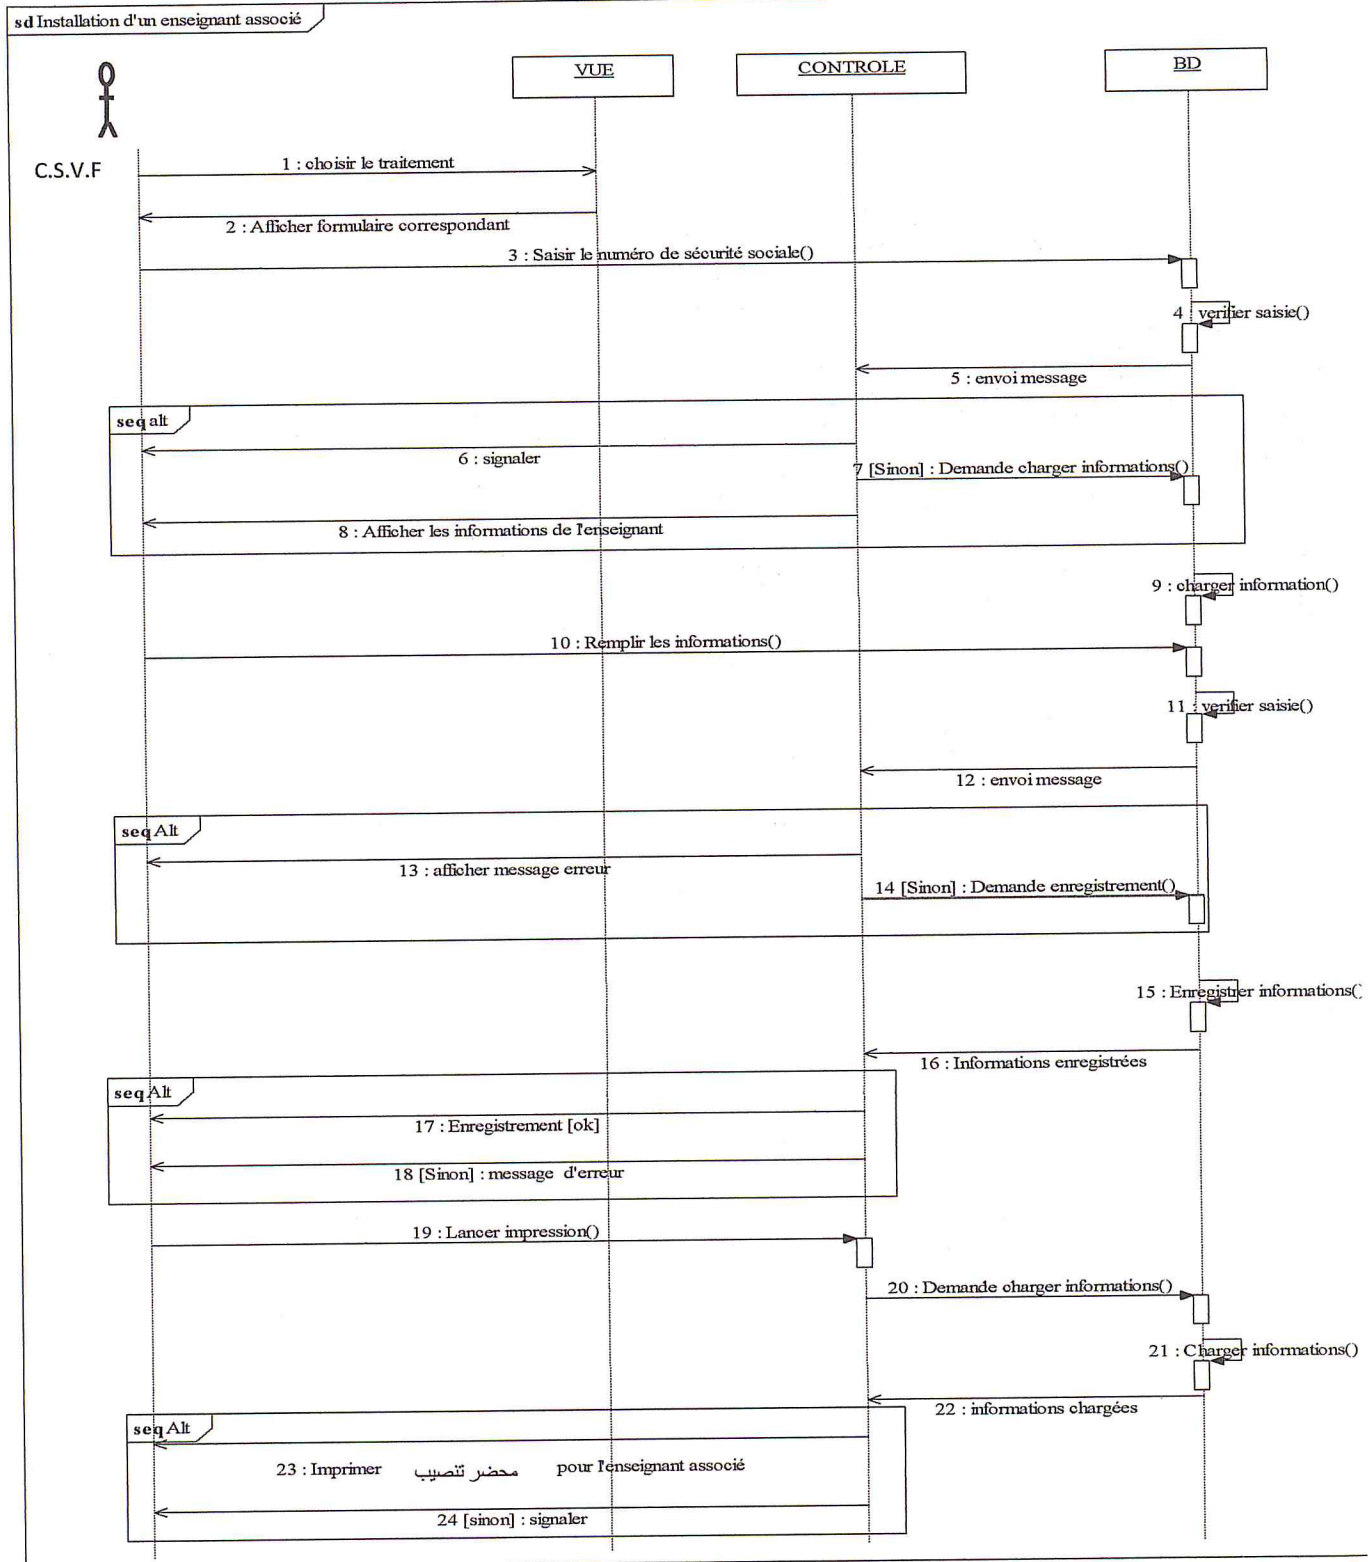 sd Installation d'un enseignant associé
VUE
CONTROLE
BD
C.S.V.F
1 : choisir le traitement
2 : Afficher formulaire correspondant
3 : Saisir le numéro de sécurité sociale()
4 : verifier saisie()
5 : envoi message
seq alt
6 : signaler
7 [Sinon] : Demande charger informations()
8 : Afficher les informations de l'enseignant
9 : charger information()
10 : Remplir les informations()
11 : verifier saisie()
12 : envoi message
seq Alt
13 : afficher message erreur
14 [Sinon] : Demande enregistrement()
15 : Enregistrer informations()
16 : Informations enregistrées
seq Alt
17 : Enregistrement [ok]
18 [Sinon] : message d'erreur
19 : Lancer impression()
20 : Demande charger informations()
21 : Charger informations()
22 : informations chargées
seq Alt
23 : Imprimer محضر تنصيب pour l'enseignant associé
24 [sinon] : signaler